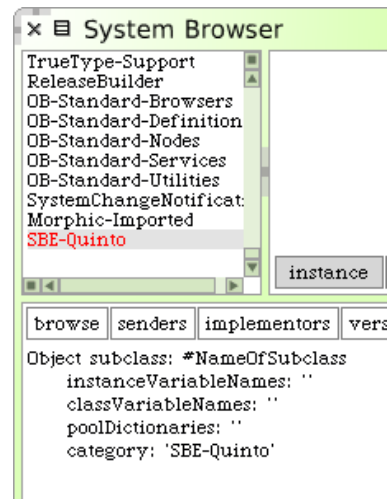 System Browser
TrueType-Support
ReleaseBuilder
OB-Standard-Browsers
OB-Standard-Definition
OB-Standard-Nodes
OB-Standard-Services
OB-Standard-Utilities
SystemChangeNotificat
Morphic-Imported
SBE-Quinto
instance
browse senders implementors vers
Object subclass: #NameOfSubclass
instanceVariableNames: ''
classVariableNames: ''
poolDictionaries: ''
category: 'SBE-Quinto'